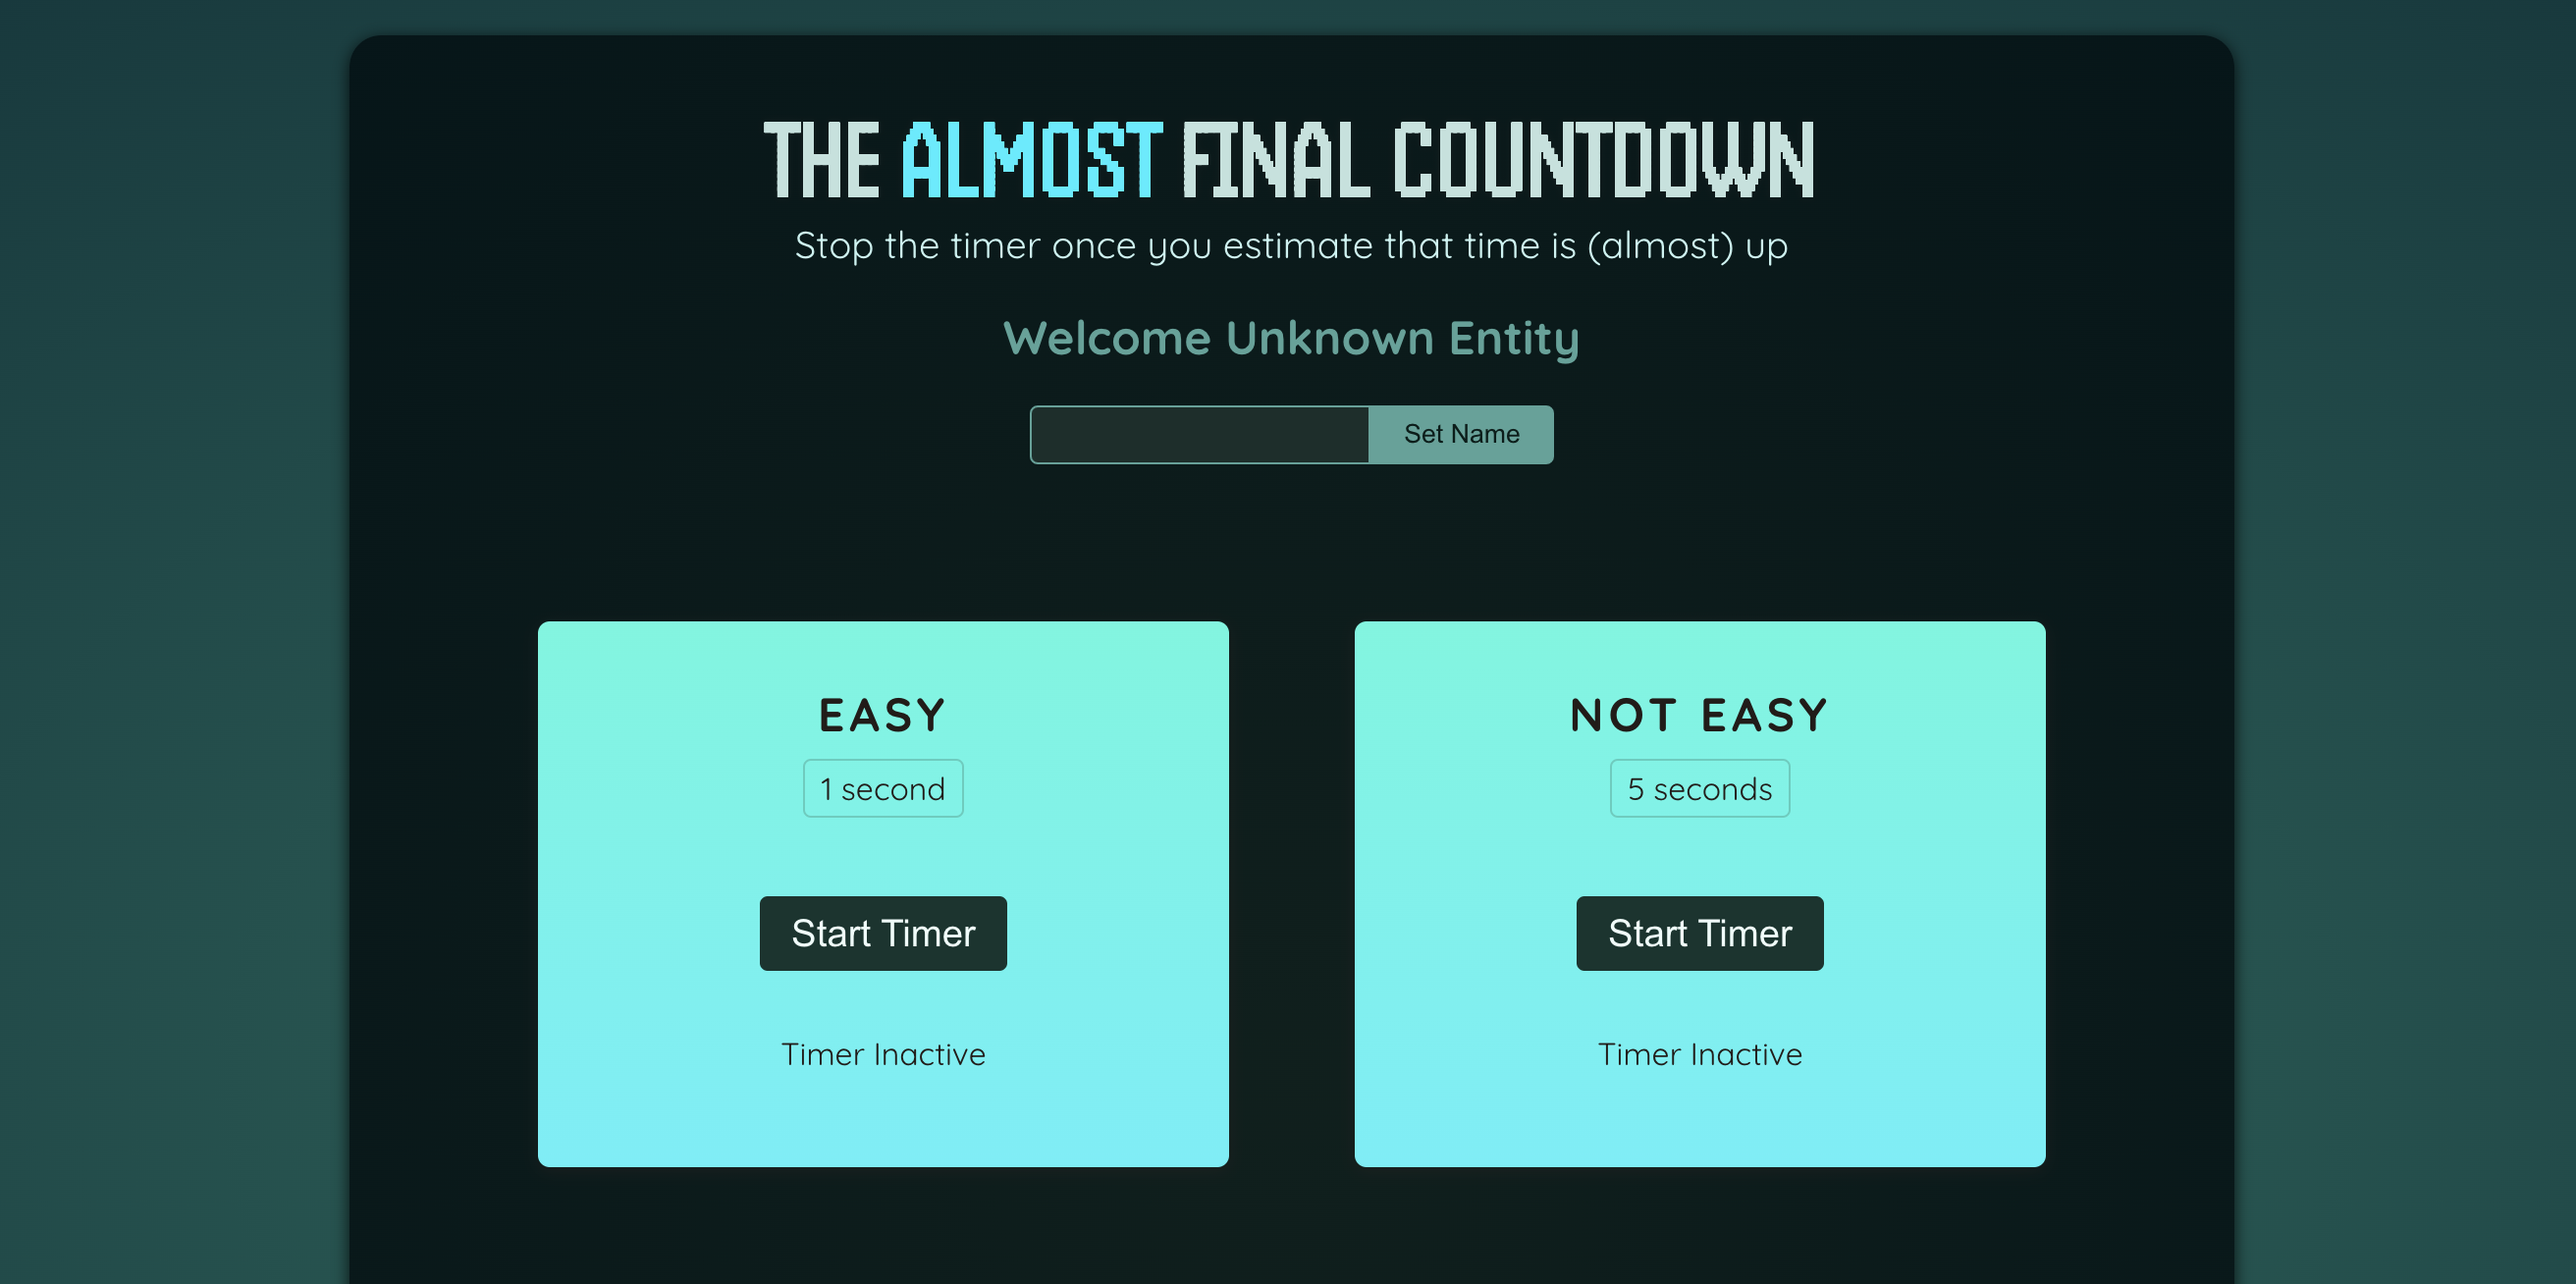 THE ALMOST FINAL COUNTDOWN
Stop the timer once you estimate that time is (almost) up
Welcome Unknown Entity
Set Name
EASY
1 second
Start Timer
Timer Inactive
NOT EASY
5 seconds
Start Timer
Timer Inactive